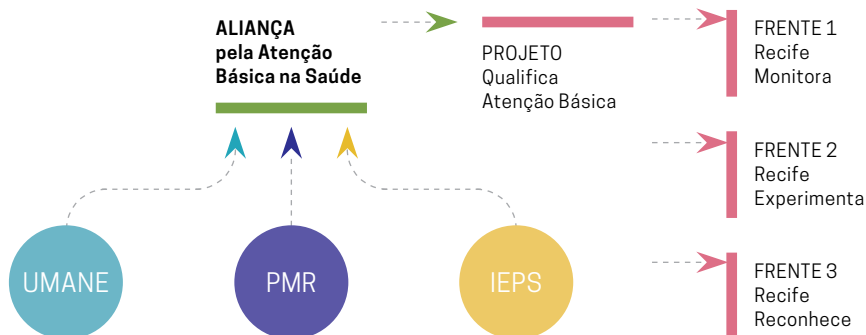 ALIANÇA
pela Atenção
Básica na Saúde
PROJETO
Qualifica
Atenção Básica
FRENTE 1
Recife
Monitora
FRENTE 2
Recife
Experimenta
FRENTE 3
Recife
Reconhece
UMANE
PMR
IEPS